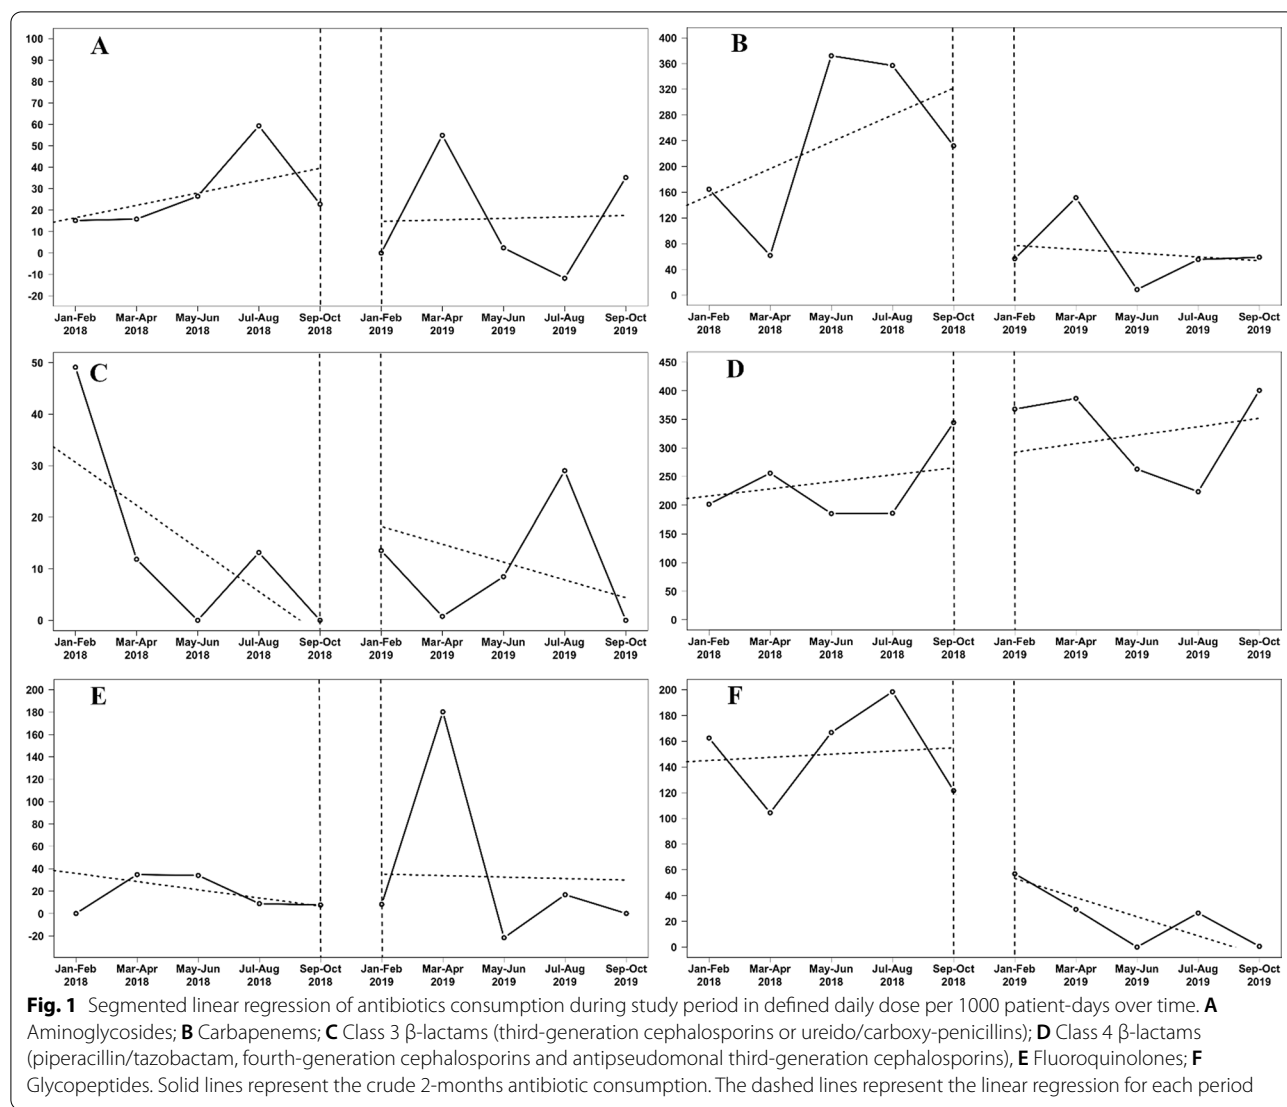 A
100
90
80
70
60
50
40
30
20
10
0
-10
-20
Jan-Feb Mar-Apr May-Jun Jul-Aug Sep-Oct Jan-Feb Mar-Apr May-Jun Jul-Aug Sep-Oct
2018 2018 2018 2018 2018 2019 2019 2019 2019 2019
B
400
360
320
280
240
200
160
120
80
40
0
Jan-Feb Mar-Apr May-Jun Jul-Aug Sep-Oct Jan-Feb Mar-Apr May-Jun Jul-Aug Sep-Oct
2018 2018 2018 2018 2018 2019 2019 2019 2019 2019
C
50
40
30
20
10
0
Jan-Feb Mar-Apr May-Jun Jul-Aug Sep-Oct Jan-Feb Mar-Apr May-Jun Jul-Aug Sep-Oct
2018 2018 2018 2018 2018 2019 2019 2019 2019 2019
D
450
400
350
300
250
200
150
100
50
0
Jan-Feb Mar-Apr May-Jun Jul-Aug Sep-Oct Jan-Feb Mar-Apr May-Jun Jul-Aug Sep-Oct
2018 2018 2018 2018 2018 2019 2019 2019 2019 2019
E
200
180
160
140
120
100
80
60
40
20
0
-20
Jan-Feb Mar-Apr May-Jun Jul-Aug Sep-Oct Jan-Feb Mar-Apr May-Jun Jul-Aug Sep-Oct
2018 2018 2018 2018 2018 2019 2019 2019 2019 2019
F
200
180
160
140
120
100
80
60
40
20
0
Jan-Feb Mar-Apr May-Jun Jul-Aug Sep-Oct Jan-Feb Mar-Apr May-Jun Jul-Aug Sep-Oct
2018 2018 2018 2018 2018 2019 2019 2019 2019 2019
Fig. 1 Segmented linear regression of antibiotics consumption during study period in defined daily dose per 1000 patient-days over time. A
Aminoglycosides; B Carbapenems; C Class 3 β-lactams (third-generation cephalosporins or ureido/carboxy-penicillins); D Class 4 β-lactams
(piperacillin/tazobactam, fourth-generation cephalosporins and antipseudomonal third-generation cephalosporins), E Fluoroquinolones; F
Glycopeptides. Solid lines represent the crude 2-months antibiotic consumption. The dashed lines represent the linear regression for each period